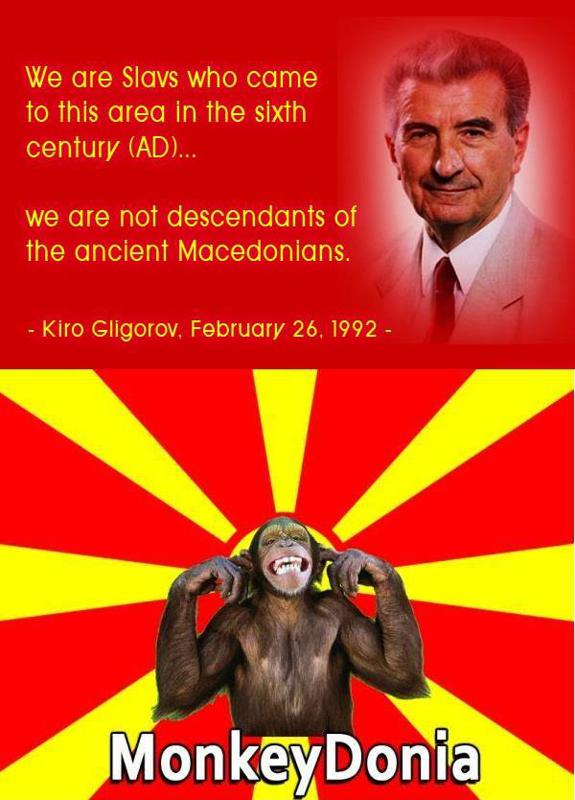 We are Slavs who came
to this area in the sixth
century (AD)...
we are not descendants of
the ancient Macedonians.
- Kiro Gligorov, February 26, 1992 -
MonkeyDonia